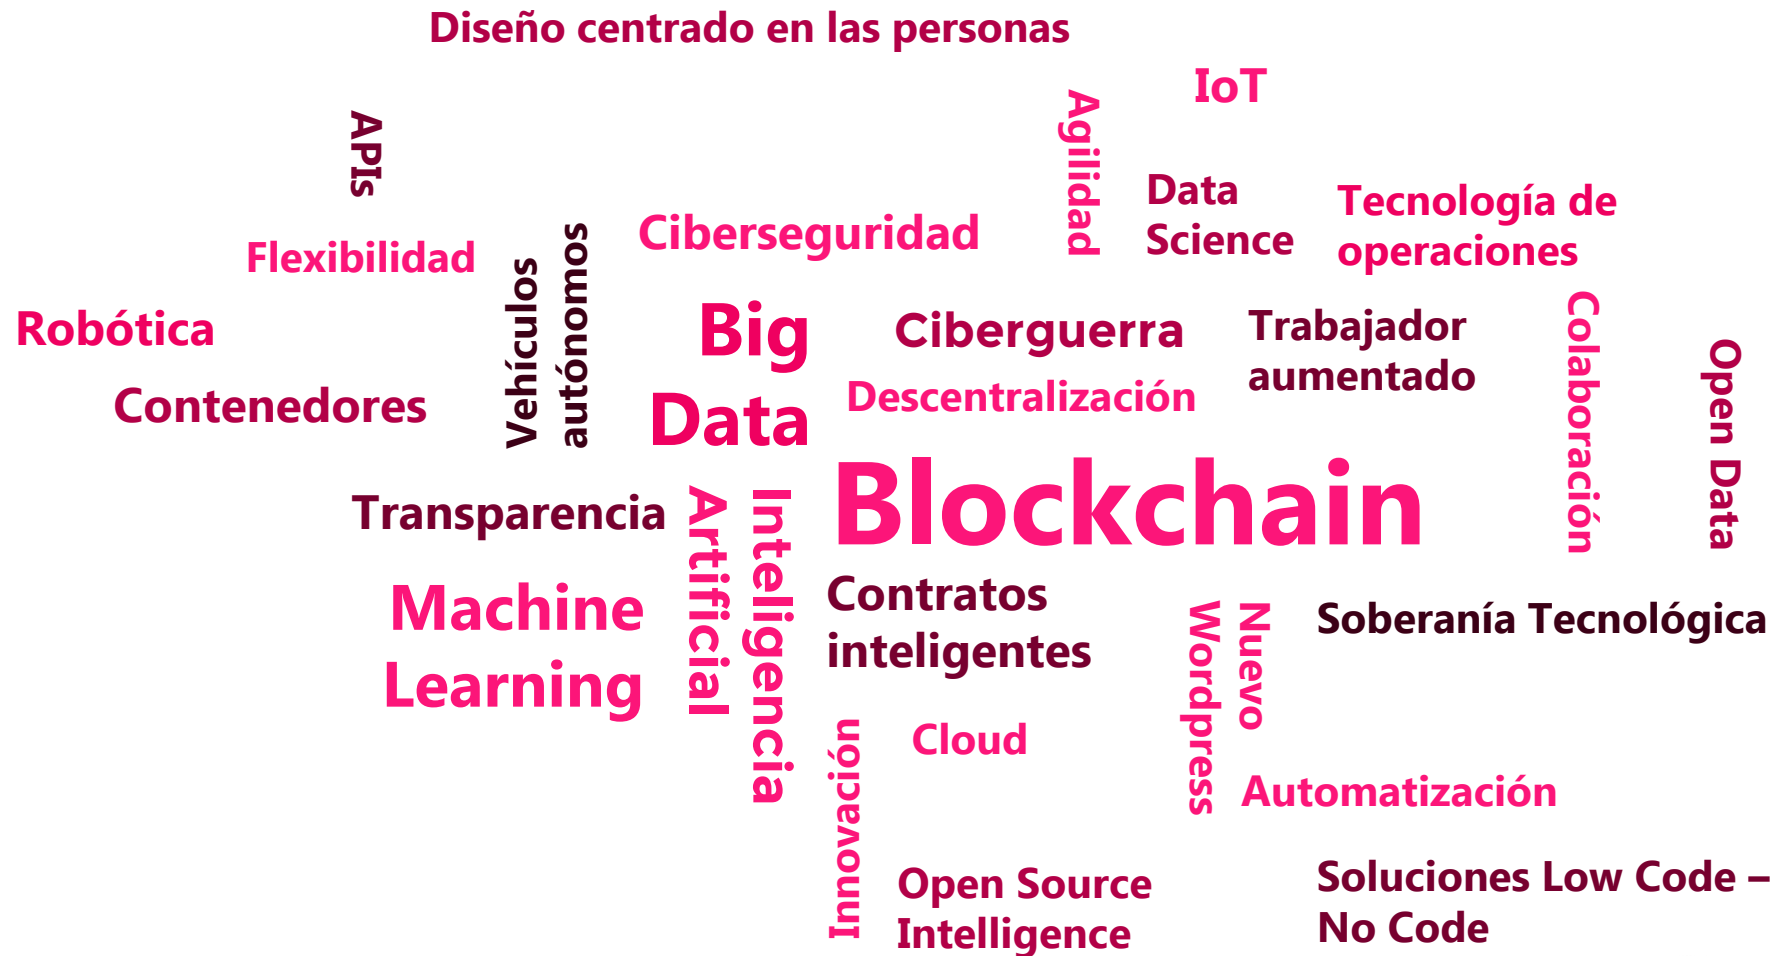 Diseño centrado en las personas
IoT
APIs
Agilidad
Data
Science
Tecnología de
operaciones
Flexibilidad
Vehículos
autónomos
Ciberseguridad
Robótica
Big
Data
Ciberguerra
Trabajador
aumentado
Colaboración
Open Data
Contenedores
Descentralización
Blockchain
Transparencia
Inteligencia
Artificial
Machine
Learning
Contratos
inteligentes
Nuevo
Wordpress
Soberanía Tecnológica
Innovación
Cloud
Automatización
Open Source
Intelligence
Soluciones Low Code –
No Code